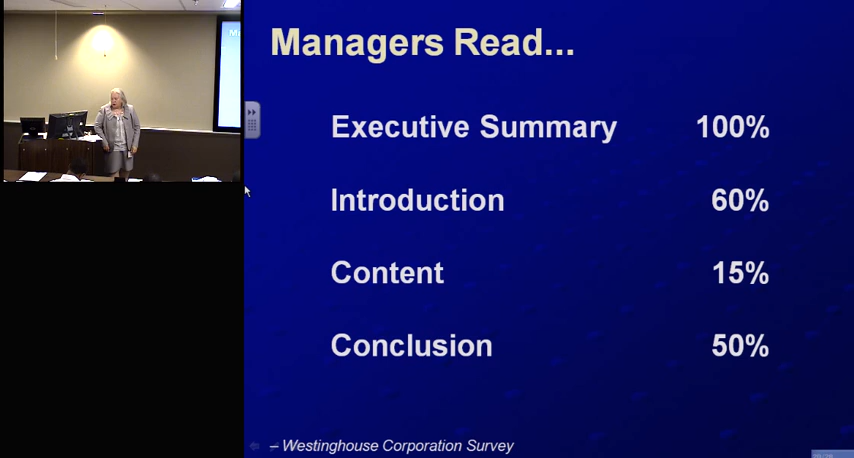 Managers Read...
Executive Summary 100%
Introduction 60%
Content 15%
Conclusion 50%
– Westinghouse Corporation Survey